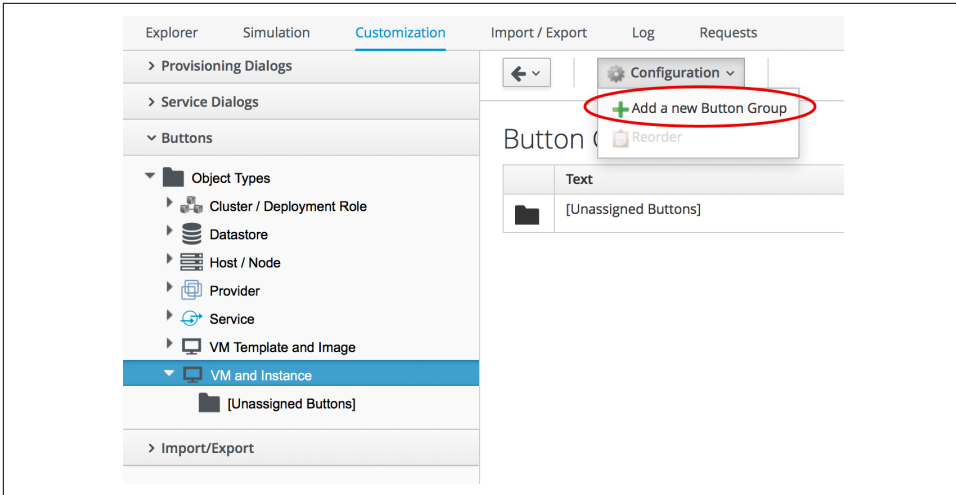 Explorer Simulation Customization Import / Export Log Requests
Provisioning Dialogs
Service Dialogs
Buttons
Object Types
Cluster / Deployment Role
Datastore
Host / Node
Provider
Service
VM Template and Image
VM and Instance
[Unassigned Buttons]
Import/Export
Configuration
Add a new Button Group
Reorder
Button
Text
[Unassigned Buttons]